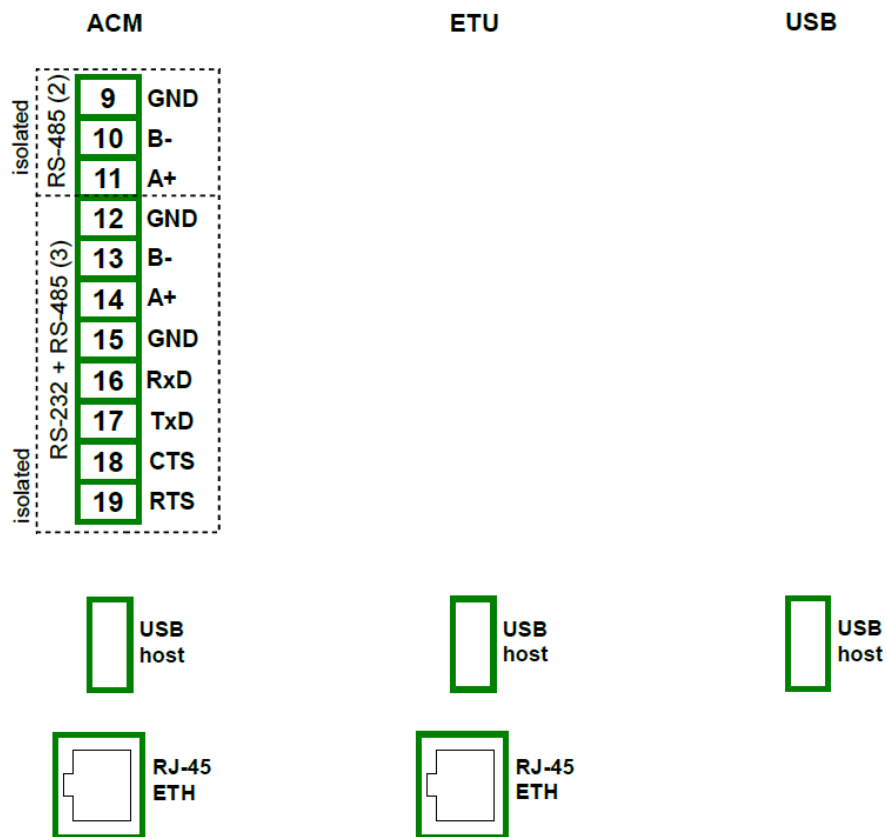 ACM ETU USB
isolated
RS-485 (2)
9 GND
10 B-
11 A+
isolated
RS-232 + RS-485 (3)
12 GND
13 B-
14 A+
15 GND
16 RxD
17 TxD
18 CTS
19 RTS
USB
host
USB
host
USB
host
RJ-45
ETH
RJ-45
ETH